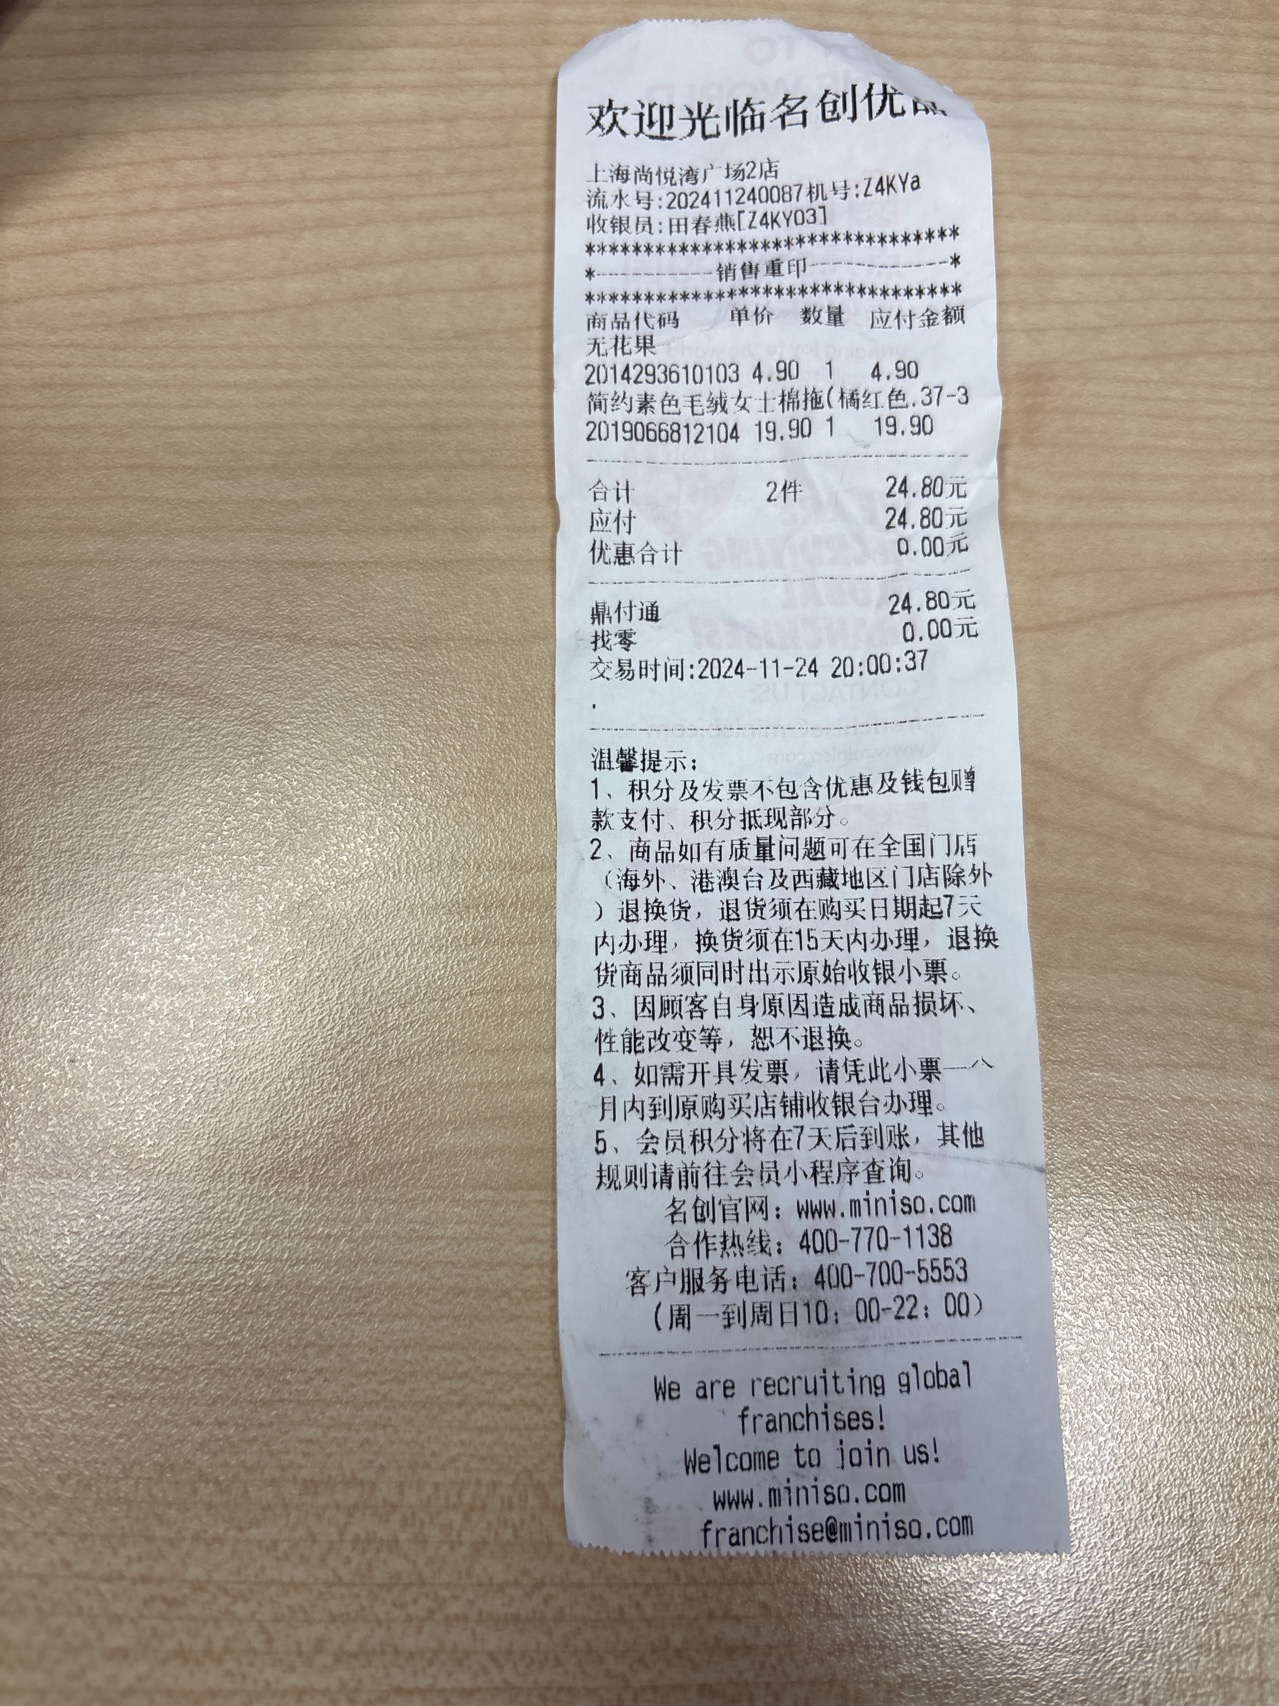 欢迎光临名创优品
上海尚悦湾广场2店
流水号:202411240087机号:Z4KYa
收银员:田春燕[Z4KY03]
********************************
*----------销售重印------------*
********************************
商品代码 单价 数量 应付金额
无花果
2014293610103 4.90 1 4.90
简约素色毛绒女士棉拖(橘红色.37-3
2019066812104 19.90 1 19.90
合计 2件 24.80元
应付 24.80元
优惠合计 0.00元
鼎付通 24.80元
找零 0.00元
交易时间:2024-11-24 20:00:37
.
温馨提示:
1、积分及发票不包含优惠及钱包赠
款支付、积分抵现部分。
2、商品如有质量问题可在全国门店
（海外、港澳台及西藏地区门店除外
）退换货，退货须在购买日期起7天
内办理，换货须在15天内办理，退换
货商品须同时出示原始收银小票。
3、因顾客自身原因造成商品损坏、
性能改变等，恕不退换。
4、如需开具发票，请凭此小票一个
月内到原购买店铺收银台办理。
5、会员积分将在7天后到账，其他
规则请前往会员小程序查询。
名创官网：www.miniso.com
合作热线：400-770-1138
客户服务电话：400-700-5553
(周一到周日10：00-22：00)
We are recruiting global
franchises!
Welcome to join us!
www.miniso.com
franchise@miniso.com